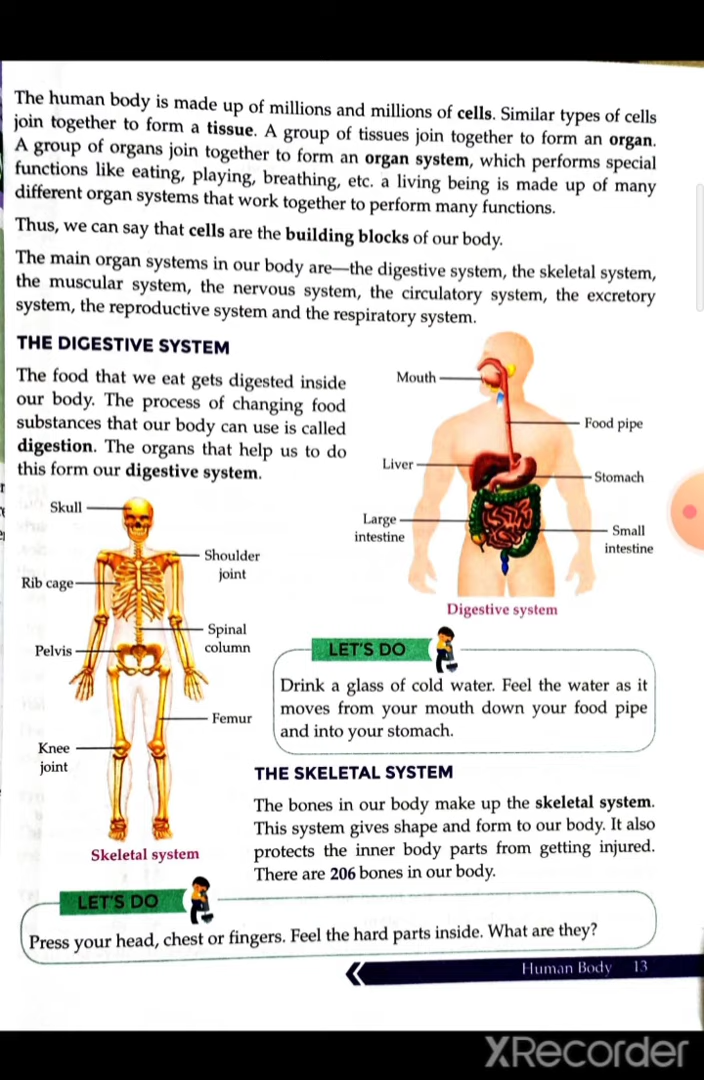 The human body is made up of millions and millions of cells. Similar types of cells
join together to form a tissue. A group of tissues join together to form an organ.
A group of organs join together to form an organ system, which performs special
functions like eating, playing, breathing, etc. a living being is made up of many
different organ systems that work together to perform many functions.
Thus, we can say that cells are the building blocks of our body.
The main organ systems in our body are—the digestive system, the skeletal system,
the muscular system, the nervous system, the circulatory system, the excretory
system, the reproductive system and the respiratory system.
THE DIGESTIVE SYSTEM
The food that we eat gets digested inside
our body. The process of changing food
substances that our body can use is called
digestion. The organs that help us to do
this form our digestive system.
Mouth
Food pipe
Liver
Stomach
Large
intestine
Small
intestine
Digestive system
Skull
Shoulder
joint
Rib cage
Spinal
column
Pelvis
Femur
Knee
joint
Skeletal system
LET'S DO
Drink a glass of cold water. Feel the water as it
moves from your mouth down your food pipe
and into your stomach.
THE SKELETAL SYSTEM
The bones in our body make up the skeletal system.
This system gives shape and form to our body. It also
protects the inner body parts from getting injured.
There are 206 bones in our body.
LET'S DO
Press your head, chest or fingers. Feel the hard parts inside. What are they?
Human Body 13
XRecorder